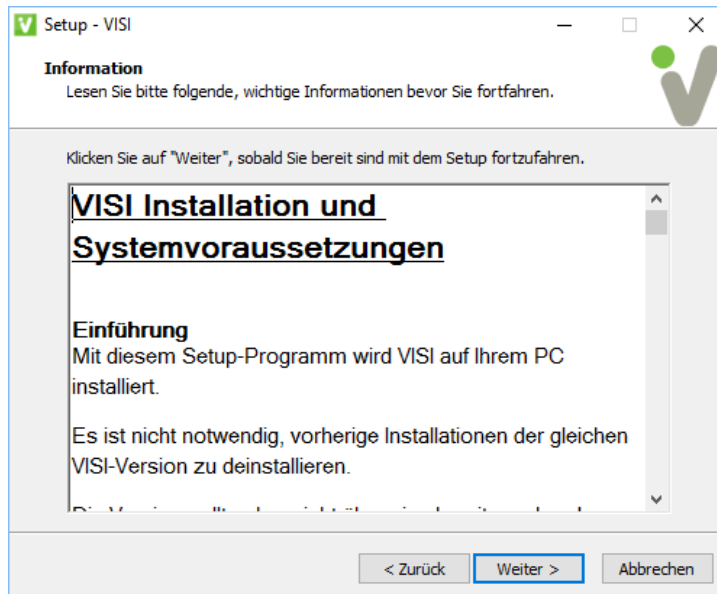 Setup - VISI
Information
Lesen Sie bitte folgende, wichtige Informationen bevor Sie fortfahren.
Klicken Sie auf "Weiter", sobald Sie bereit sind mit dem Setup fortzufahren.
VISI Installation und
Systemvoraussetzungen
Einführung
Mit diesem Setup-Programm wird VISI auf Ihrem PC
installiert.
Es ist nicht notwendig, vorherige Installationen der gleichen
VISI-Version zu deinstallieren.
< Zurück
Weiter >
Abbrechen